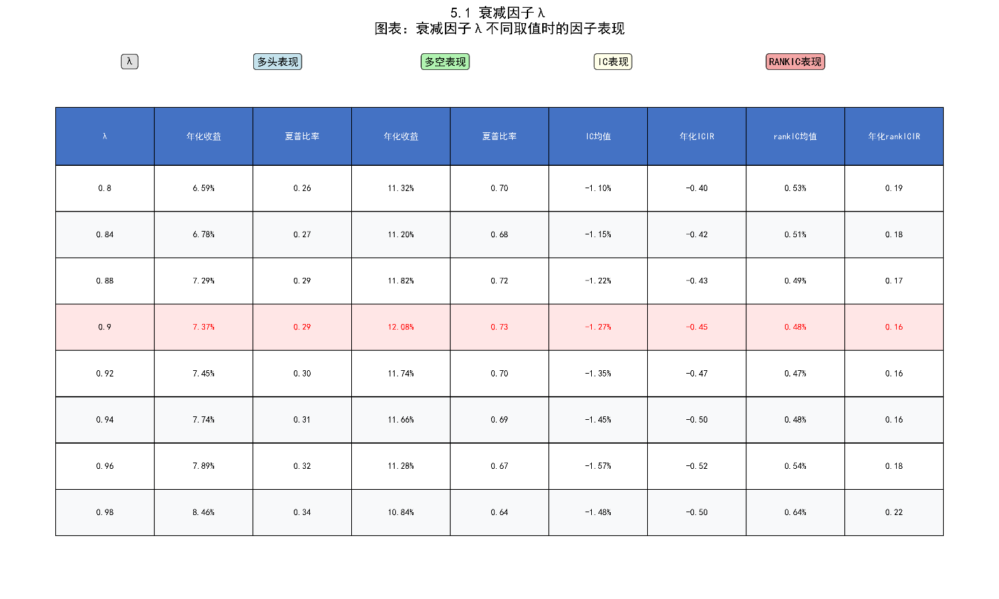 5.1 衰减因子λ
图表：衰减因子λ不同取值时的因子表现
λ 多头表现 多空表现 IC表现 RANKIC表现
λ 年化收益 夏普比率 年化收益 夏普比率 IC均值 年化ICIR rankIC均值 年化rankICIR
0.8 6.59% 0.26 11.32% 0.70 -1.10% -0.40 0.53% 0.19
0.84 6.78% 0.27 11.20% 0.68 -1.15% -0.42 0.51% 0.18
0.88 7.29% 0.29 11.82% 0.72 -1.22% -0.43 0.49% 0.17
0.9 7.37% 0.29 12.08% 0.73 -1.27% -0.45 0.48% 0.16
0.92 7.45% 0.30 11.74% 0.70 -1.35% -0.47 0.47% 0.16
0.94 7.74% 0.31 11.66% 0.69 -1.45% -0.50 0.48% 0.16
0.96 7.89% 0.32 11.28% 0.67 -1.57% -0.52 0.54% 0.18
0.98 8.46% 0.34 10.84% 0.64 -1.48% -0.50 0.64% 0.22